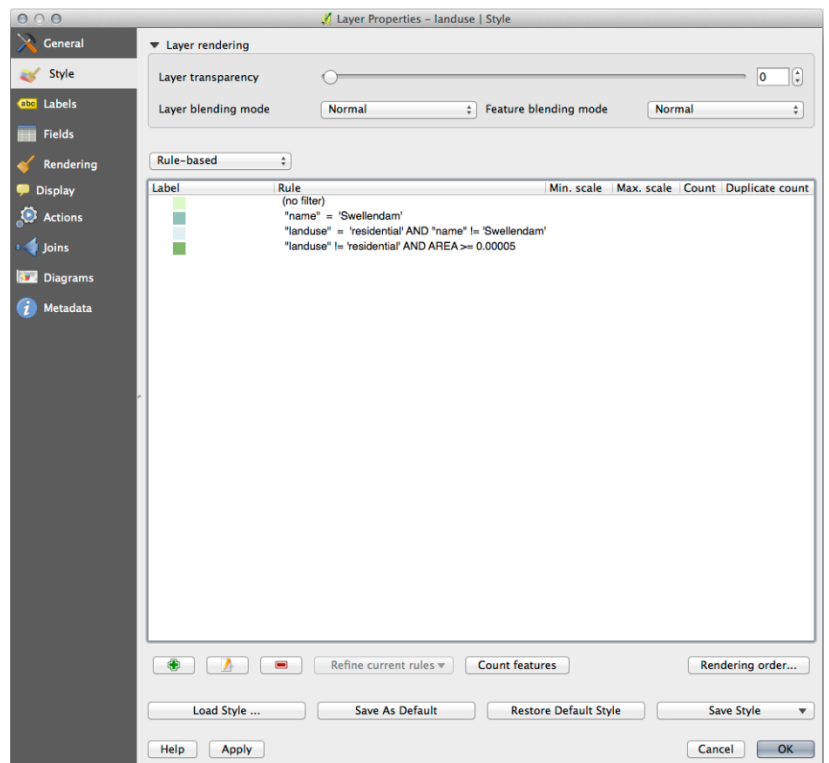 Layer Properties - landuse | Style
General
Style
abc Labels
Fields
Rendering
Display
Actions
Joins
Diagrams
Metadata
▼ Layer rendering
Layer transparency 0
Layer blending mode Normal Feature blending mode Normal
Rule-based
Label Rule Min. scale Max. scale Count Duplicate count
(no filter)
"name" = 'Swellendam'
"landuse" = 'residential' AND "name" != 'Swellendam'
"landuse" != 'residential' AND AREA >= 0.00005
Refine current rules ▾ Count features Rendering order...
Load Style ... Save As Default Restore Default Style Save Style ▾
Help Apply Cancel OK